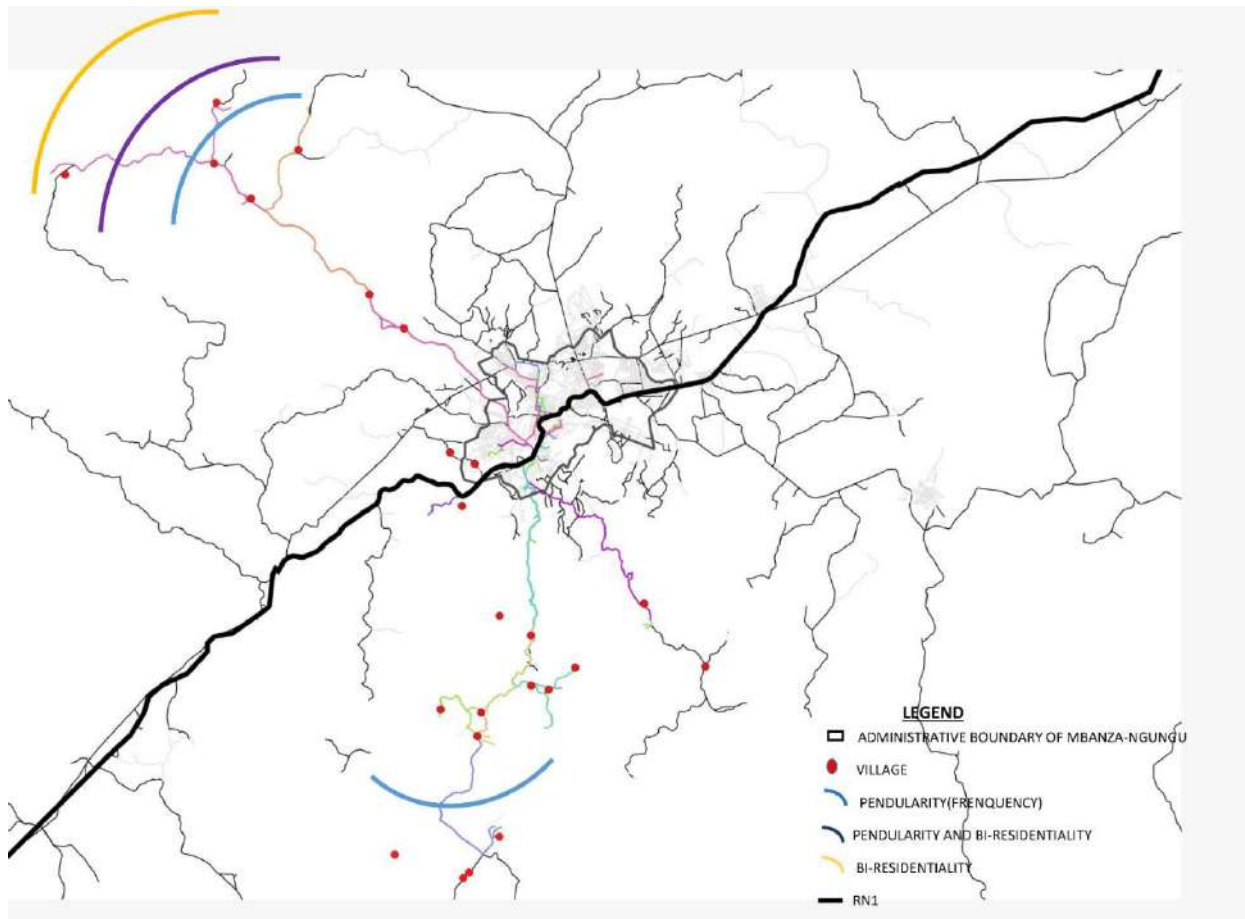 LEGEND
ADMINISTRATIVE BOUNDARY OF MBANZA-NGUNGU
VILLAGE
PENDULARITY(FRENQUENCY)
PENDULARITY AND BI-RESIDENTIALITY
BI-RESIDENTIALITY
RN1